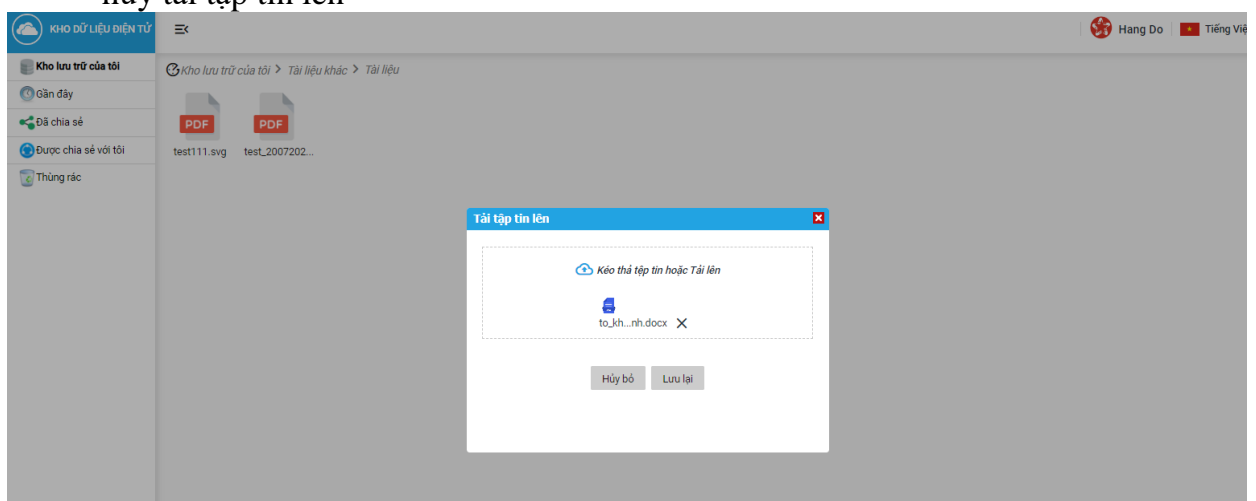 hủy tải tập tin lên
KHO DỮ LIỆU ĐIỆN TỬ
Hang Do
Tiếng Việ
Kho lưu trữ của tôi
Gần đây
Đã chia sẻ
Được chia sẻ với tôi
Thùng rác
Kho lưu trữ của tôi > Tài liệu khác > Tài liệu
PDF PDF
test111.svg test_2007202...
Tải tập tin lên
Kéo thả tệp tin hoặc Tải lên
to_kh...nh.docx
Hủy bỏ Lưu lại